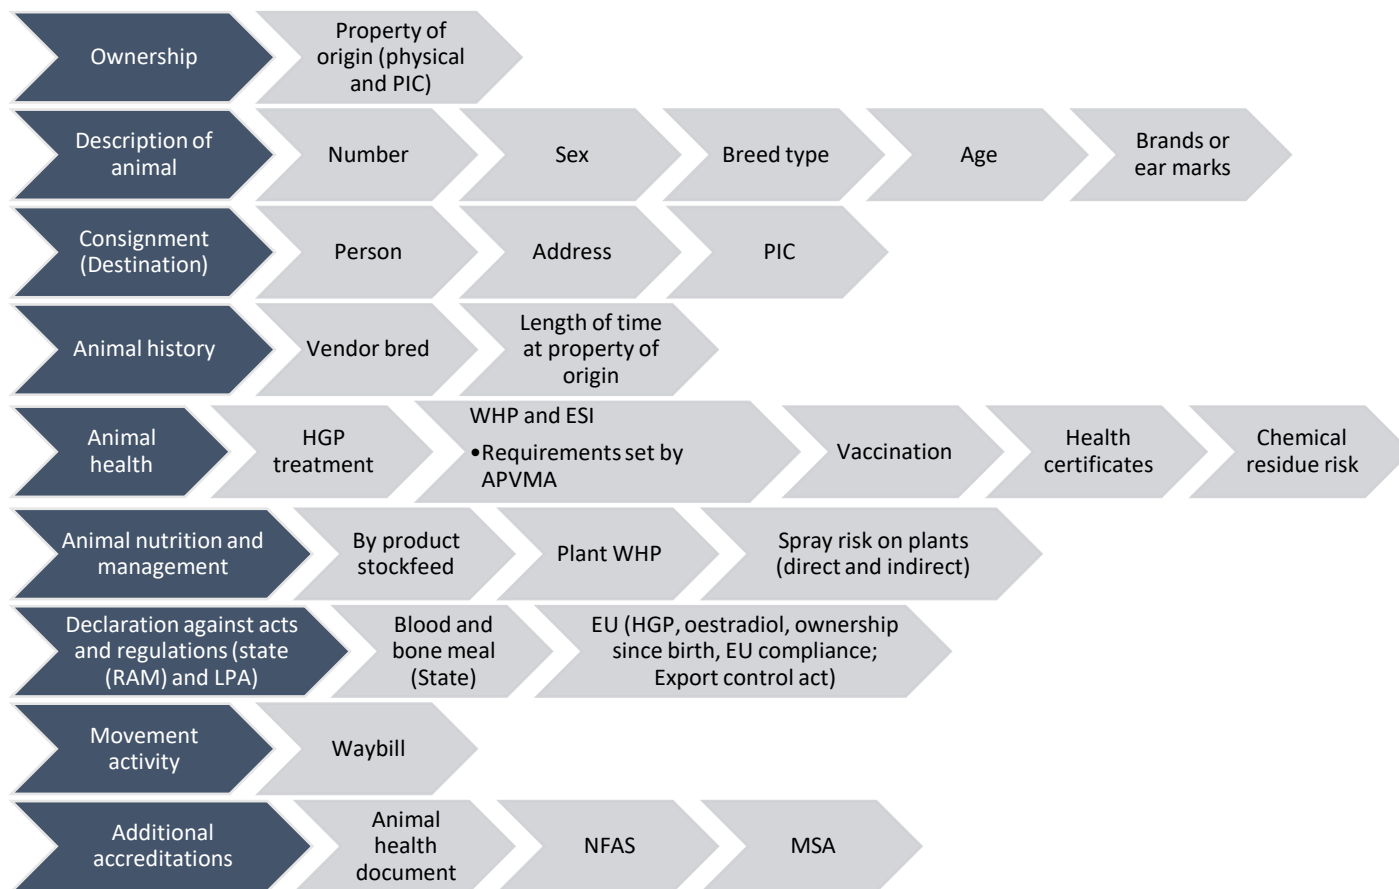 Ownership
Property of
origin (physical
and PIC)
Description of
animal
Number
Sex
Breed type
Age
Brands or
ear marks
Consignment
(Destination)
Person
Address
PIC
Animal history
Vendor bred
Length of time
at property of
origin
Animal
health
HGP
treatment
WHP and ESI
•Requirements set by
APVMA
Vaccination
Health
certificates
Chemical
residue risk
Animal nutrition and
management
By product
stockfeed
Plant WHP
Spray risk on plants
(direct and indirect)
Declaration against acts
and regulations (state
(RAM) and LPA)
Blood and
bone meal
(State)
EU (HGP, oestradiol, ownership
since birth, EU compliance;
Export control act)
Movement
activity
Waybill
Additional
accreditations
Animal
health
document
NFAS
MSA